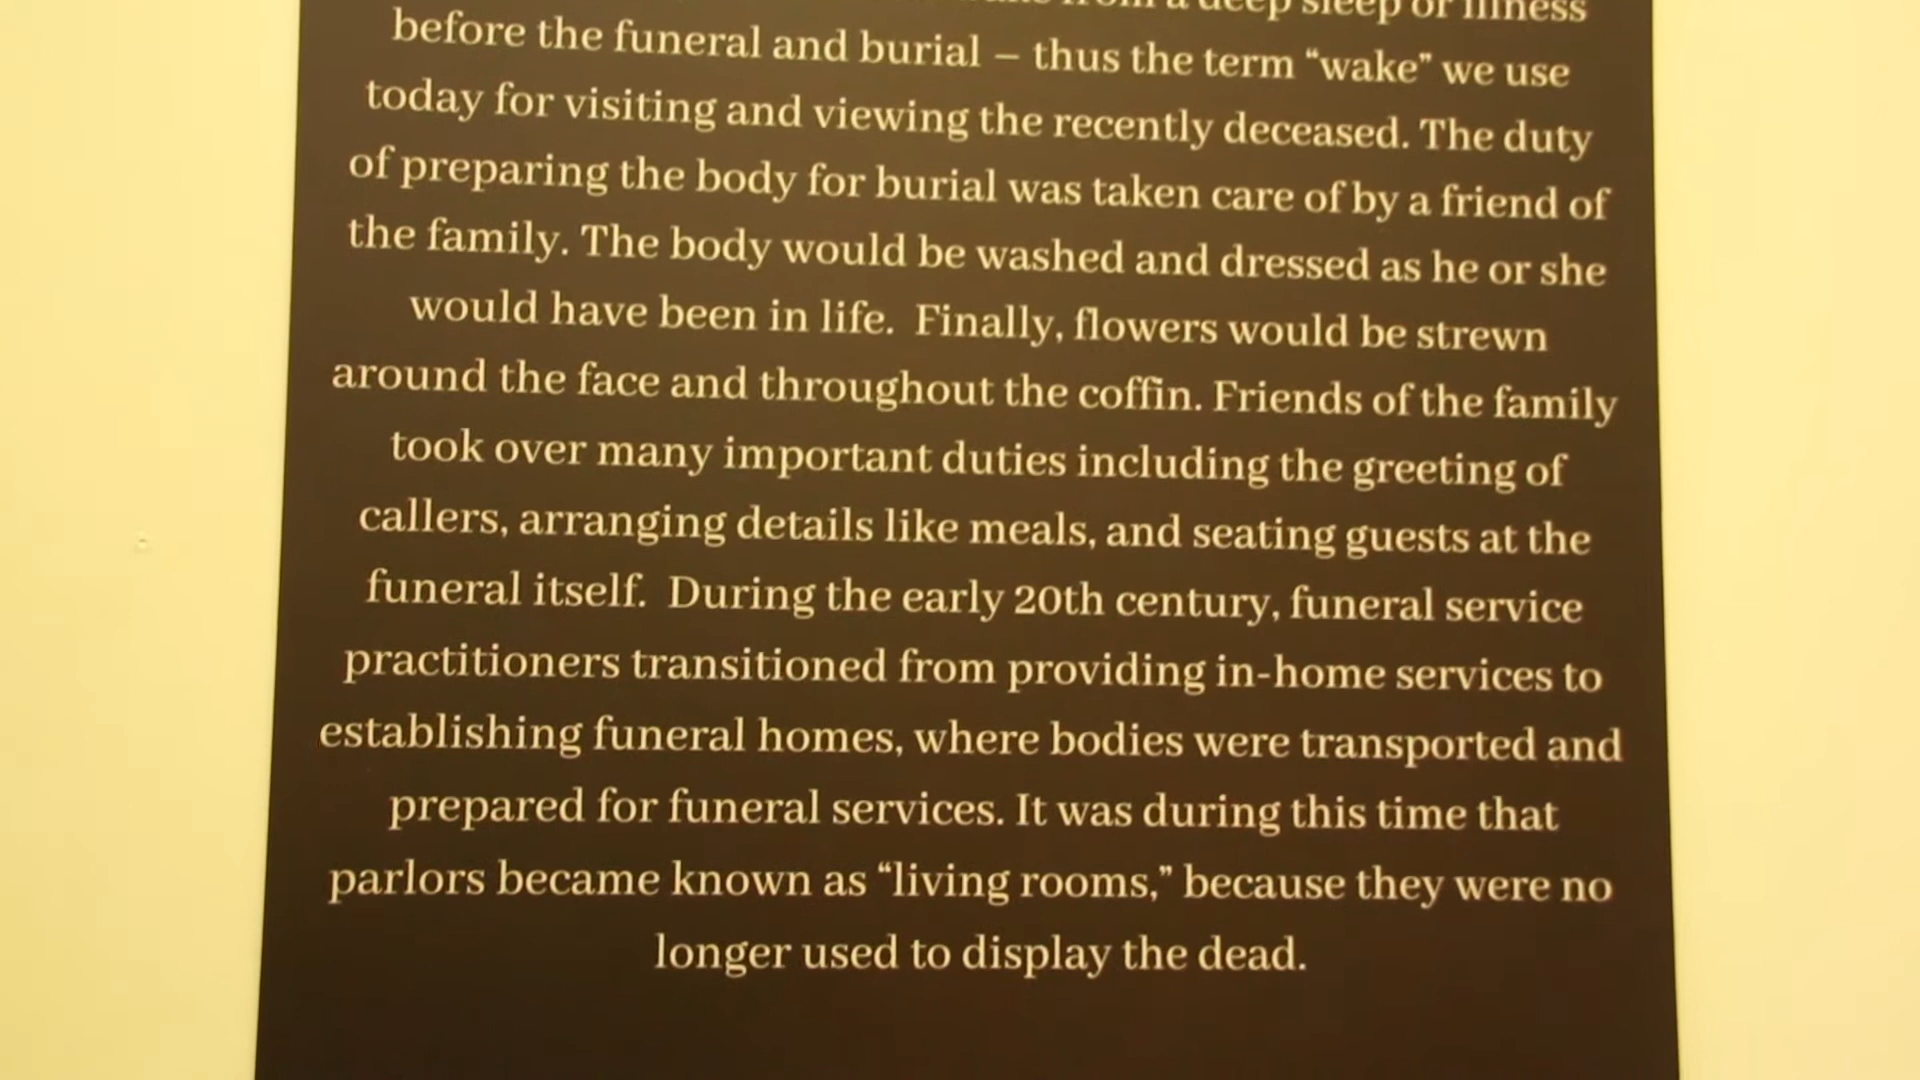 from a deep sleep or illness
before the funeral and burial – thus the term “wake” we use
today for visiting and viewing the recently deceased. The duty
of preparing the body for burial was taken care of by a friend of
the family. The body would be washed and dressed as he or she
would have been in life.  Finally, flowers would be strewn
around the face and throughout the coffin. Friends of the family
took over many important duties including the greeting of
callers, arranging details like meals, and seating guests at the
funeral itself.  During the early 20th century, funeral service
practitioners transitioned from providing in-home services to
establishing funeral homes, where bodies were transported and
prepared for funeral services. It was during this time that
parlors became known as “living rooms,” because they were no
longer used to display the dead.